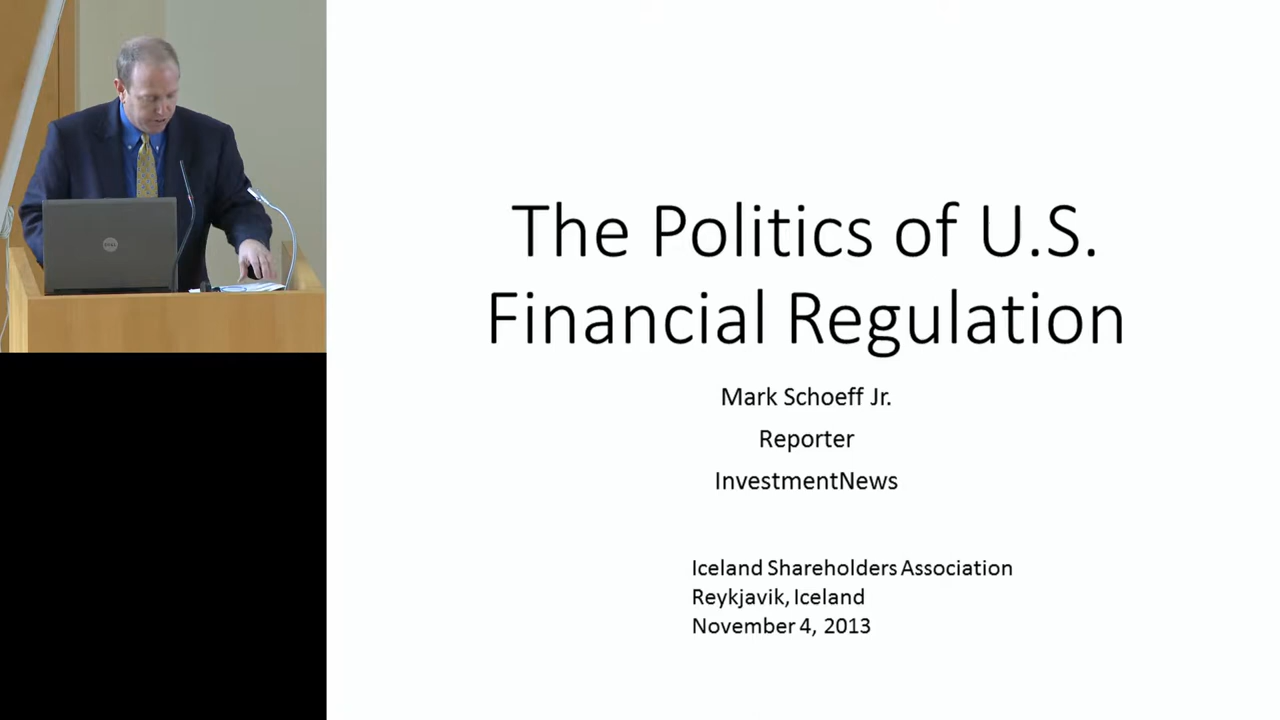 The Politics of U.S.
Financial Regulation
Mark Schoeff Jr.
Reporter
InvestmentNews
Iceland Shareholders Association
Reykjavik, Iceland
November 4, 2013